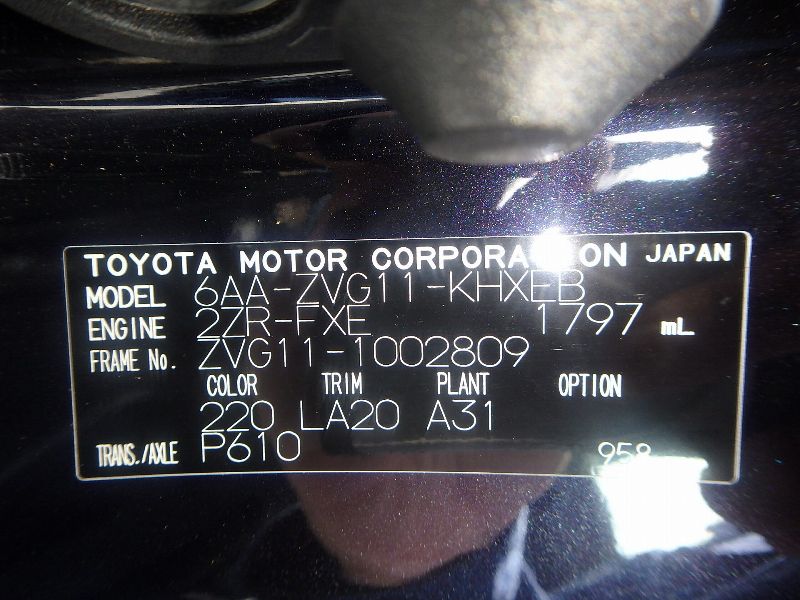 TOYOTA MOTOR CORPORATION JAPAN
MODEL 6AA-ZVG11-KHXEB
ENGINE 2ZR-FXE 1797 mL
FRAME No. ZVG11-1002809
COLOR TRIM PLANT OPTION
220 LA20 A31
TRANS./AXLE P610 958